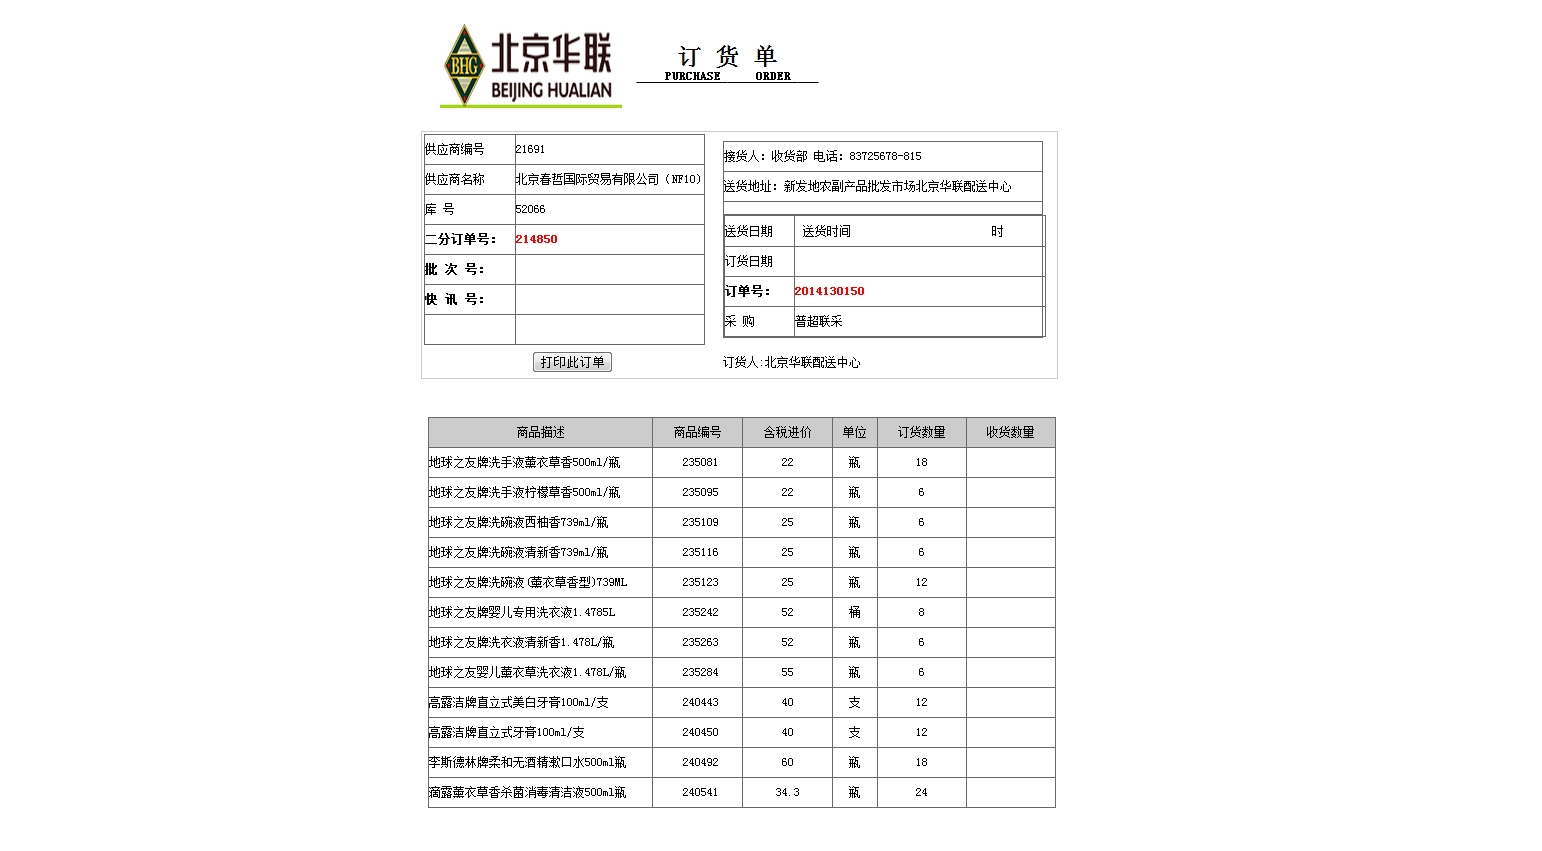 BHG 北京华联
BEIJING HUALIAN
订 货 单
PURCHASE ORDER
供应商编号 21691
供应商名称 北京春哲国际贸易有限公司（NF10）
库 号 52066
二分订单号： 214850
批 次 号：
快 讯 号：
打印此订单
接货人：收货部 电话：83725678-815
送货地址：新发地农副产品批发市场北京华联配送中心
送货日期 送货时间 时
订货日期
订单号： 2014130150
采 购 普超联采
订货人:北京华联配送中心
商品描述 商品编号 含税进价 单位 订货数量 收货数量
地球之友牌洗手液薰衣草香500ml/瓶 235081 22 瓶 18
地球之友牌洗手液柠檬草香500ml/瓶 235095 22 瓶 6
地球之友牌洗碗液西柚香739ml/瓶 235109 25 瓶 6
地球之友牌洗碗液清新香739ml/瓶 235116 25 瓶 6
地球之友牌洗碗液(薰衣草香型)739ML 235123 25 瓶 12
地球之友牌婴儿专用洗衣液1.4785L 235242 52 桶 8
地球之友牌洗衣液清新香1.478L/瓶 235263 52 瓶 6
地球之友婴儿薰衣草洗衣液1.478L/瓶 235284 55 瓶 6
高露洁牌直立式美白牙膏100ml/支 240443 40 支 12
高露洁牌直立式牙膏100ml/支 240450 40 支 12
李斯德林牌柔和无酒精漱口水500ml瓶 240492 60 瓶 18
滴露薰衣草香杀菌消毒清洁液500ml瓶 240541 34.3 瓶 24